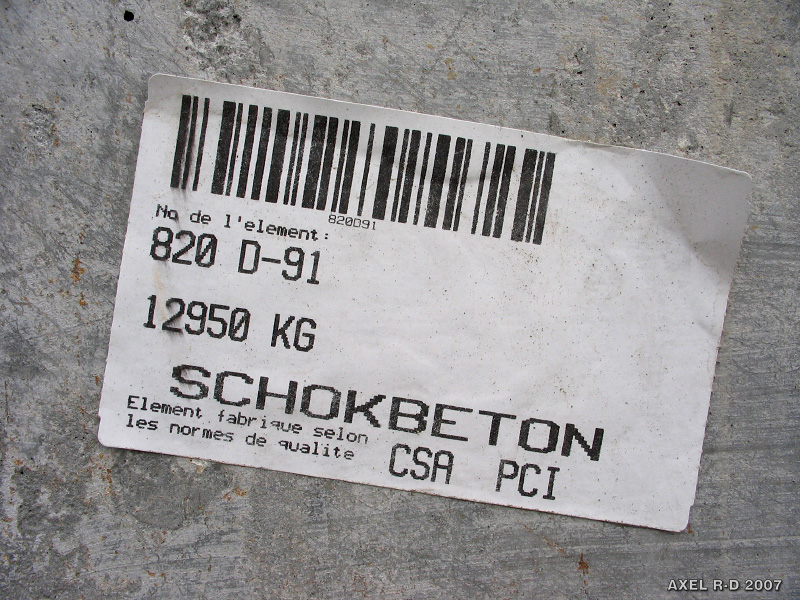 820D91
No de l'element:
820 D-91
12950 KG
SCHOKBETON
Element fabrique selon
les normes de qualite
CSA PCI
AXEL R-D 2007